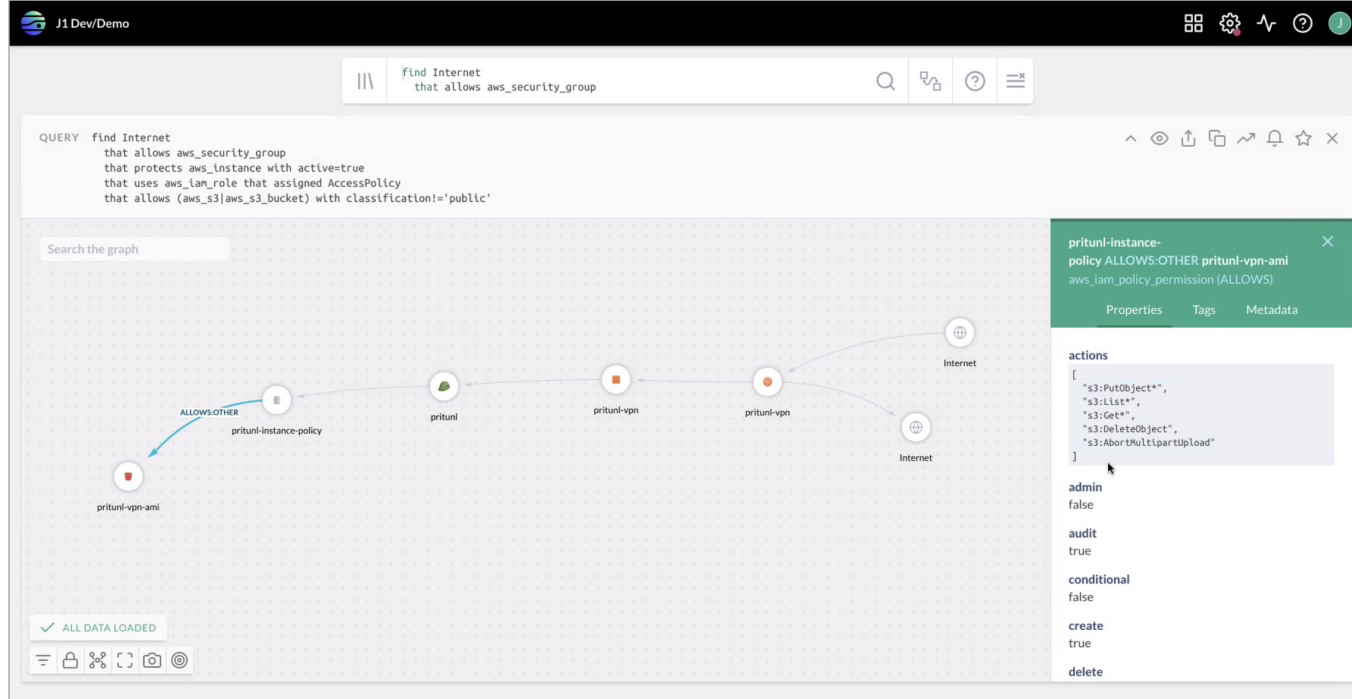 J1 Dev/Demo
J
find Internet
that allows aws_security_group
QUERY find Internet
that allows aws_security_group
that protects aws_instance with active=true
that uses aws_iam_role that assigned AccessPolicy
that allows (aws_s3|aws_s3_bucket) with classification!='public'
Search the graph
Internet
Internet
pritunl-vpn
pritunl-vpn
pritunl
pritunl-instance-policy
ALLOWS:OTHER
pritunl-vpn-ami
ALL DATA LOADED
pritunl-instance-
policy ALLOWS:OTHER pritunl-vpn-ami
aws_iam_policy_permission (ALLOWS)
Properties Tags Metadata
actions
[
"s3:PutObject*",
"s3:List*",
"s3:Get*",
"s3:DeleteObject",
"s3:AbortMultipartUpload"
]
admin
false
audit
true
conditional
false
create
true
delete